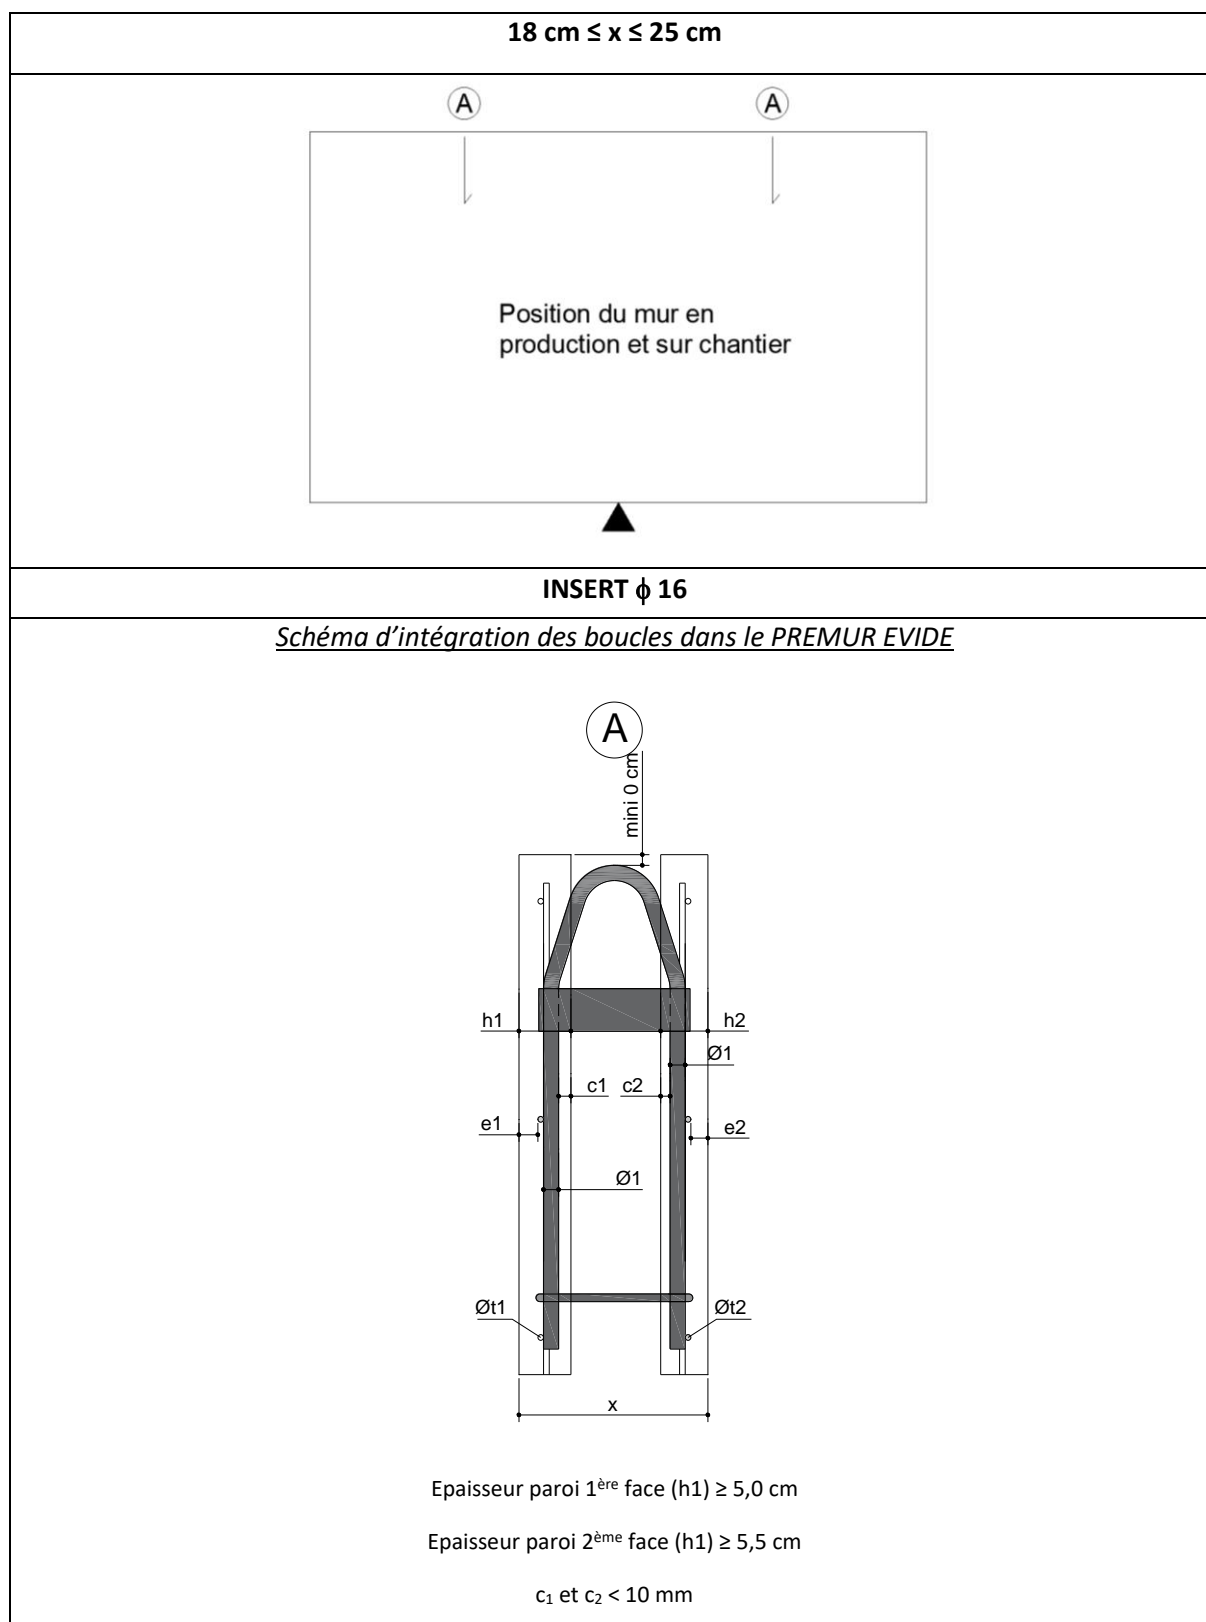 18 cm ≤ x ≤ 25 cm
A A
Position du mur en
production et sur chantier
INSERT ϕ 16
Schéma d’intégration des boucles dans le PREMUR EVIDE
A
mini 0 cm
h1 h2
Ø1
c1 c2
e1 e2
Ø1
Øt1 Øt2
x
Epaisseur paroi 1ère face (h1) ≥ 5,0 cm
Epaisseur paroi 2ème face (h1) ≥ 5,5 cm
c1 et c2 < 10 mm